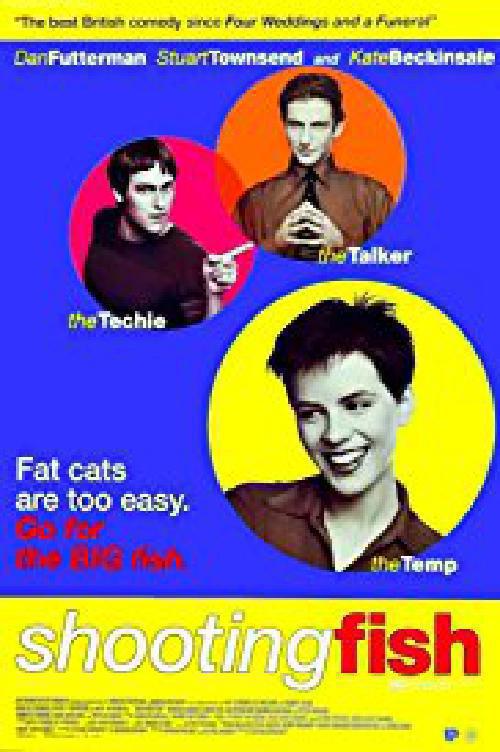 "The best British comedy since Four Weddings and a Funeral"
DanFutterman StuartTownsend and KateBeckinsale
theTalker
theTechie
Fat cats
are too easy.
Go for
the BIG fish.
theTemp
shootingfish